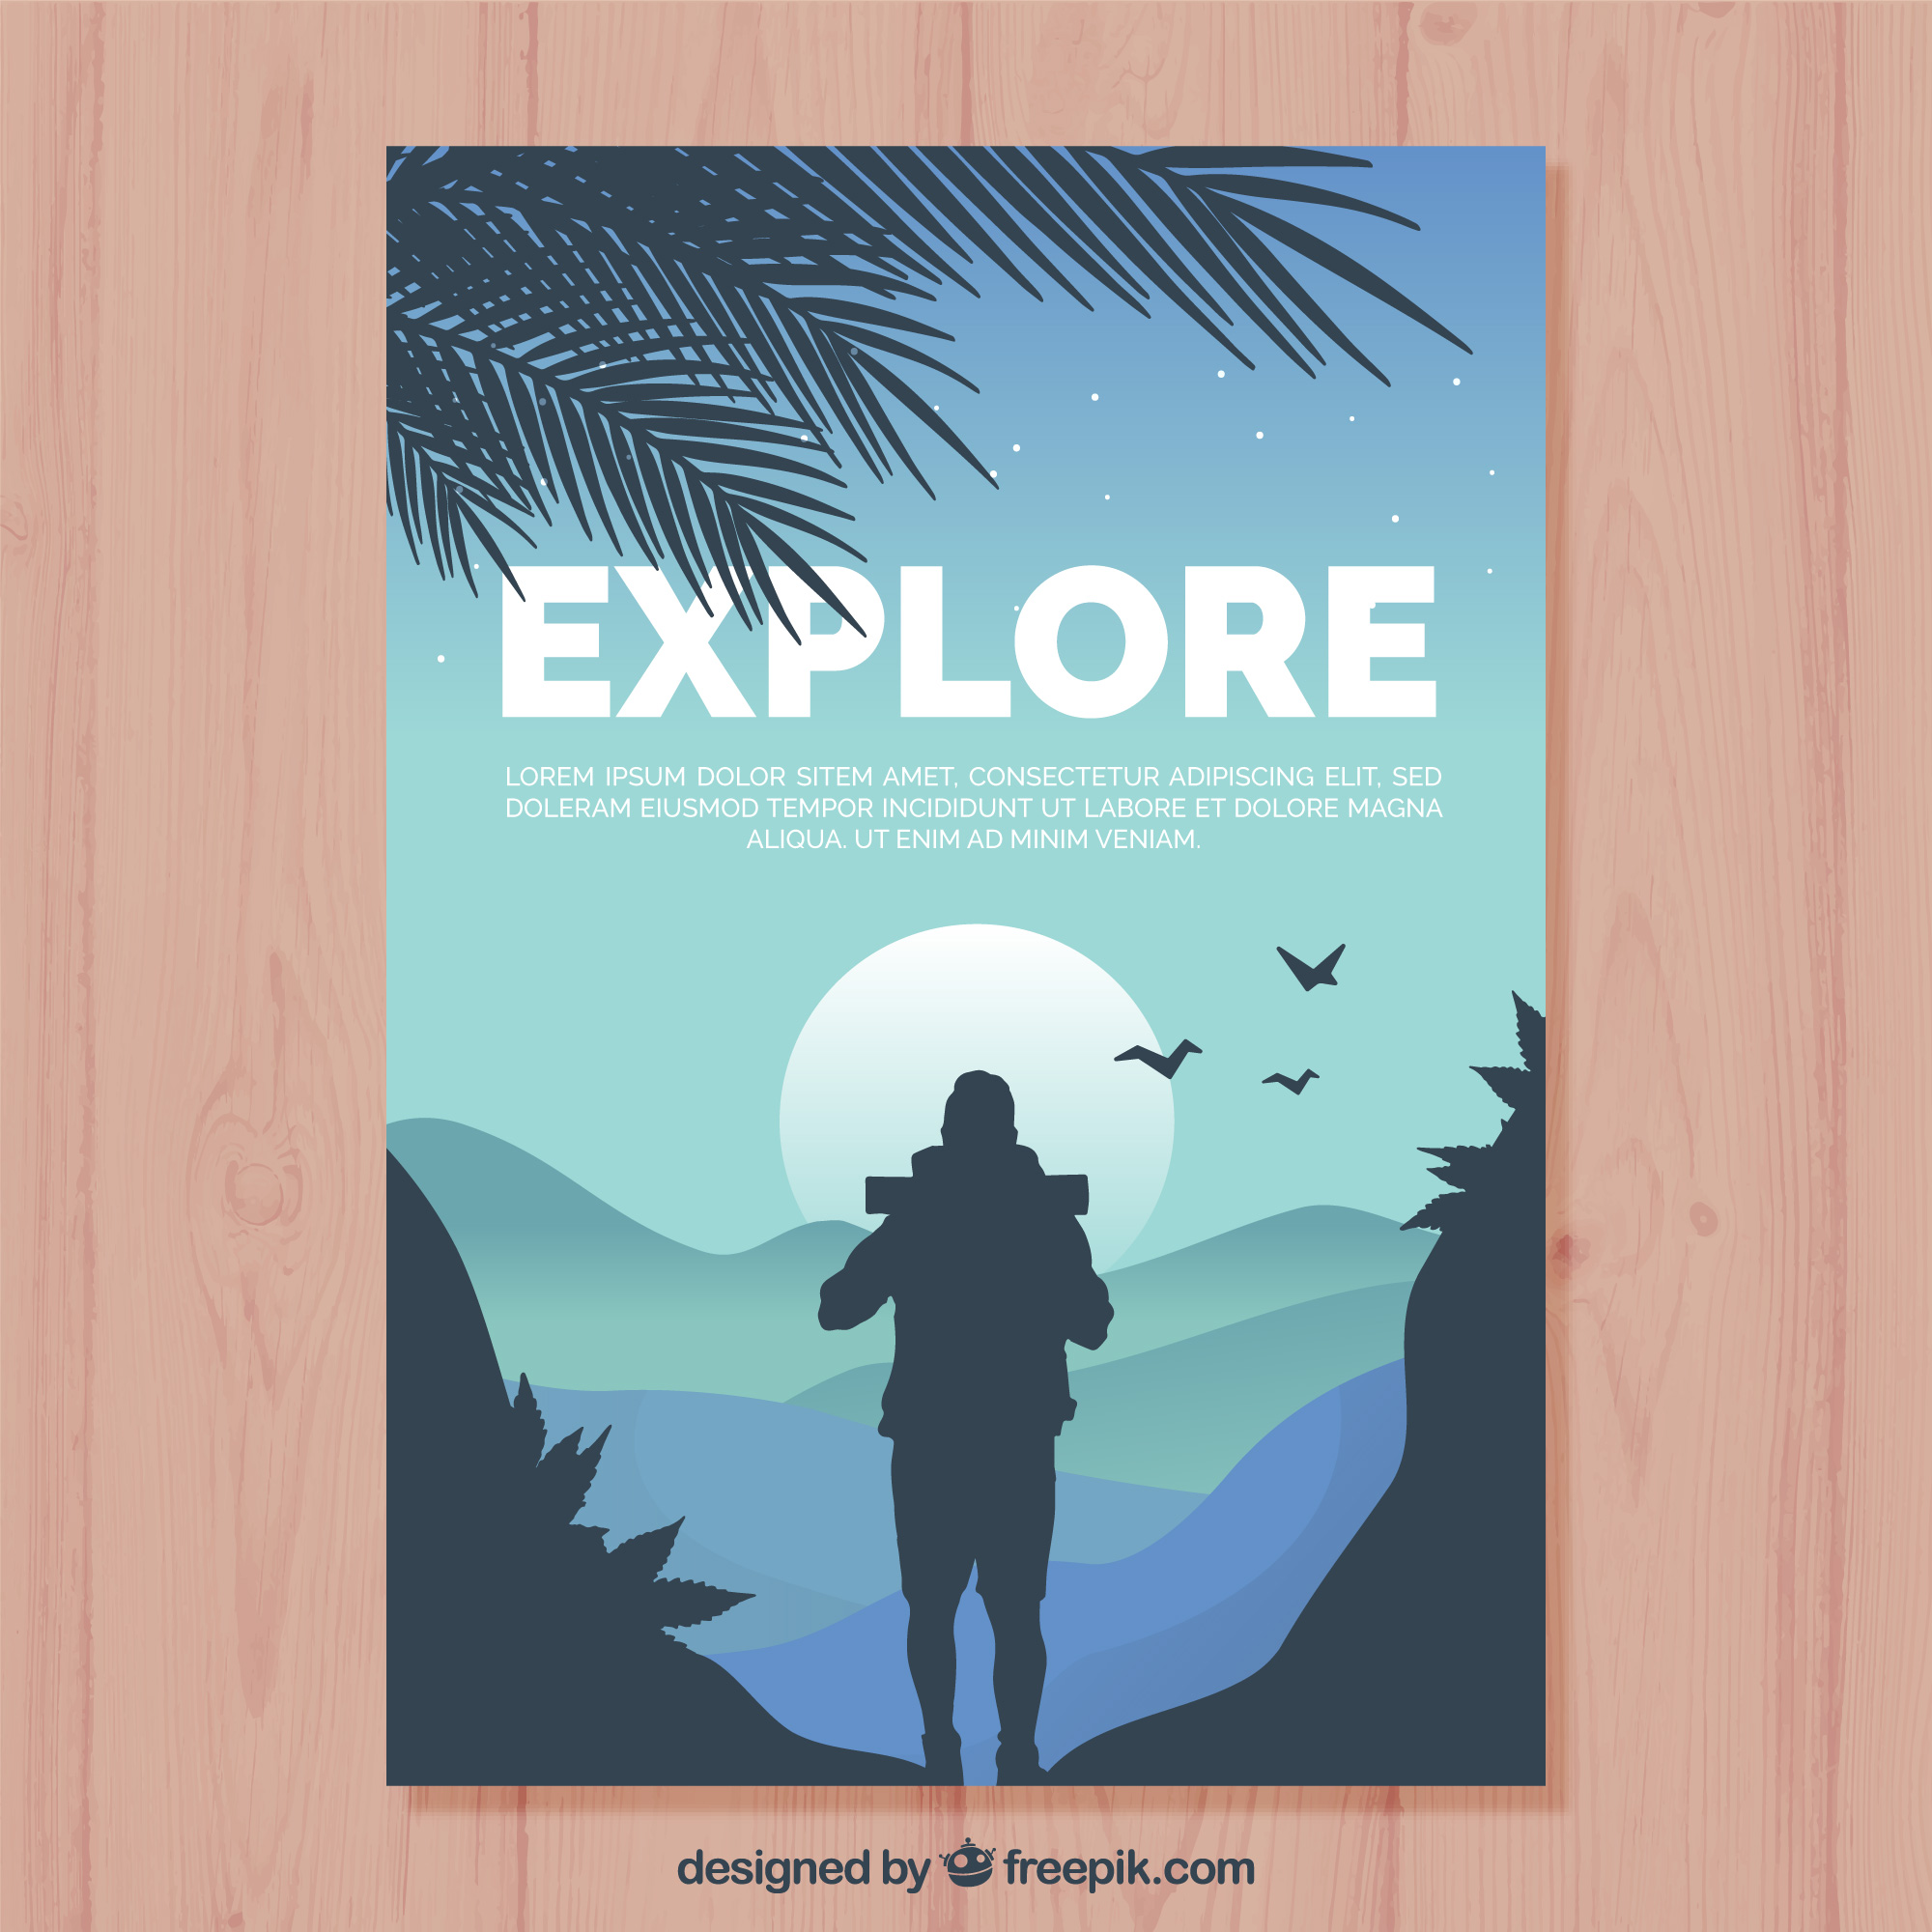 EXPLORE
LOREM IPSUM DOLOR SITEM AMET, CONSECTETUR ADIPISCING ELIT, SED
DOLERAM EIUSMOD TEMPOR INCIDIDUNT UT LABORE ET DOLORE MAGNA
ALIQUA. UT ENIM AD MINIM VENIAM.
designed by freepik.com